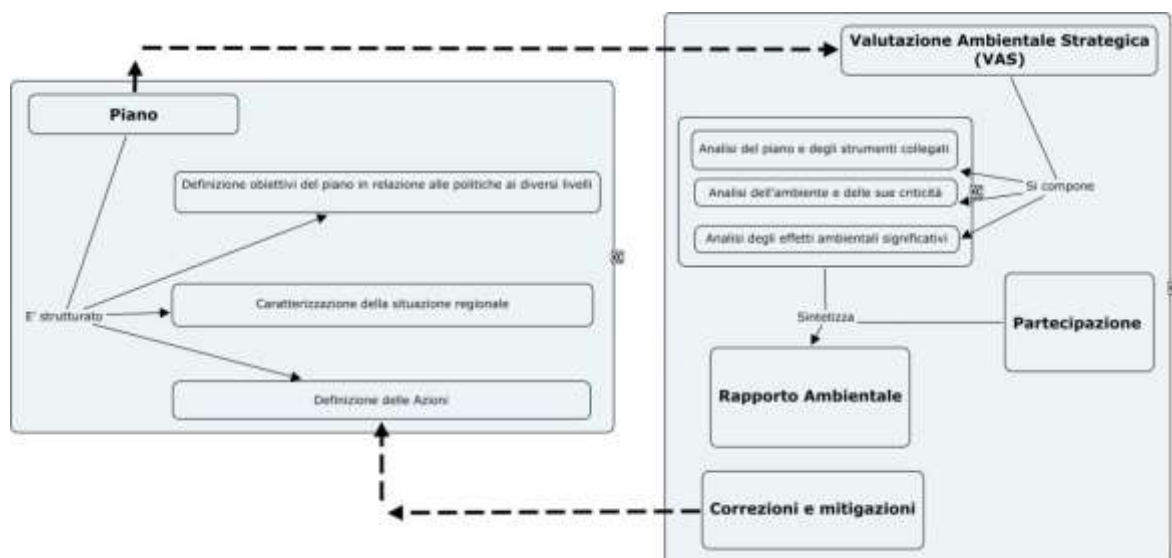 Piano
Definizione obiettivi del piano in relazione alle politiche ai diversi livelli
E' strutturato
Caratterizzazione della situazione regionale
Definizione delle Azioni
Valutazione Ambientale Strategica
(VAS)
Analisi del piano e degli strumenti collegati
Analisi dell'ambiente e delle sue criticità
Si compone
Analisi degli effetti ambientali significativi
Sintetizza
Partecipazione
Rapporto Ambientale
Correzioni e mitigazioni